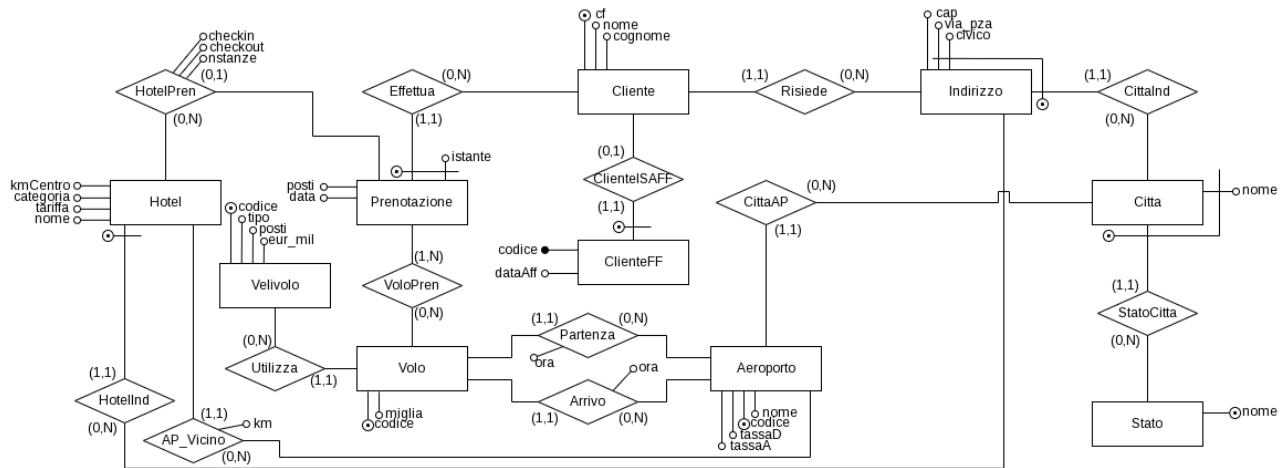 cf
nome
cognome
cap
via_pza
civico
checkin
checkout
nstanze
(0,1)
HotelPren
(0,N)
Effettua
(0,N)
(1,1)
Cliente
(1,1)
Risiede
(0,N)
Indirizzo
(1,1)
CittaInd
(0,N)
kmCentro
categoria
tariffa
nome
Hotel
istante
posti
data
Prenotazione
(0,1)
ClienteISAFF
(1,1)
(0,N)
CittaAP
(1,1)
Citta
nome
codice
tipo
posti
eur_mil
Velivolo
(1,N)
VoloPren
(0,N)
codice
dataAff
ClienteFF
(1,1)
StatoCitta
(0,N)
(0,N)
Utilizza
(1,1)
Volo
miglia
codice
(1,1)
Partenza
(0,N)
ora
ora
Arrivo
(1,1)
(0,N)
Aeroporto
nome
codice
tassaD
tassaA
(1,1)
HotelInd
(0,N)
(1,1)
km
AP_Vicino
(0,N)
Stato
nome